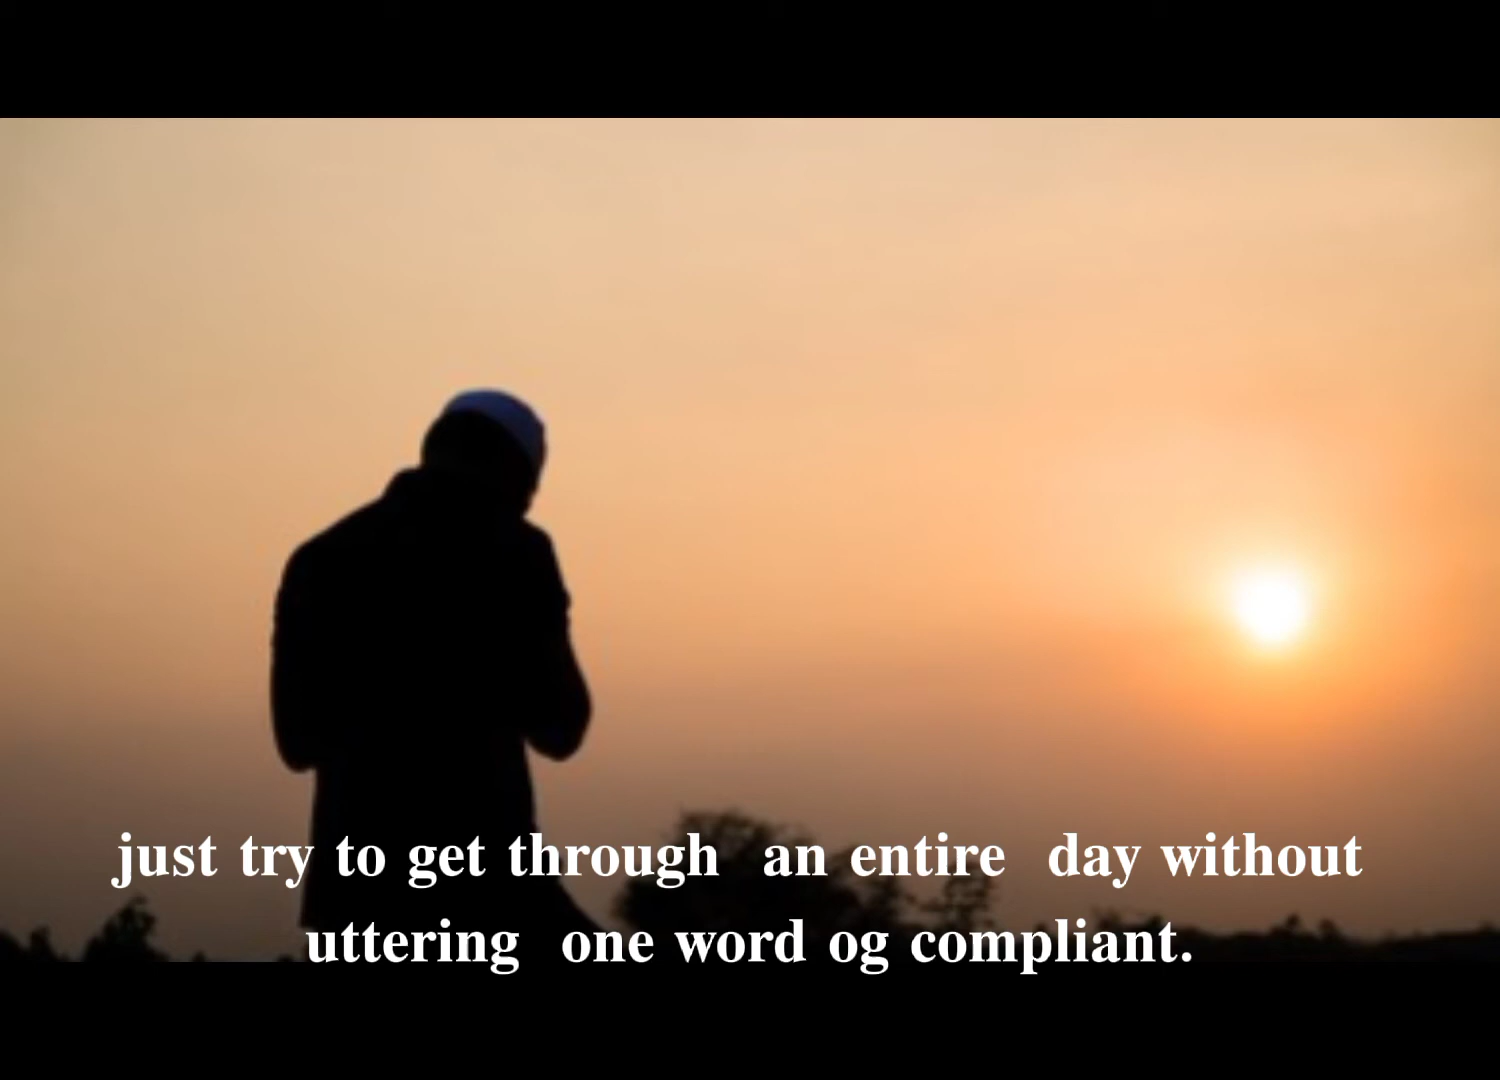 just try to get through an entire day without
uttering one word og compliant.